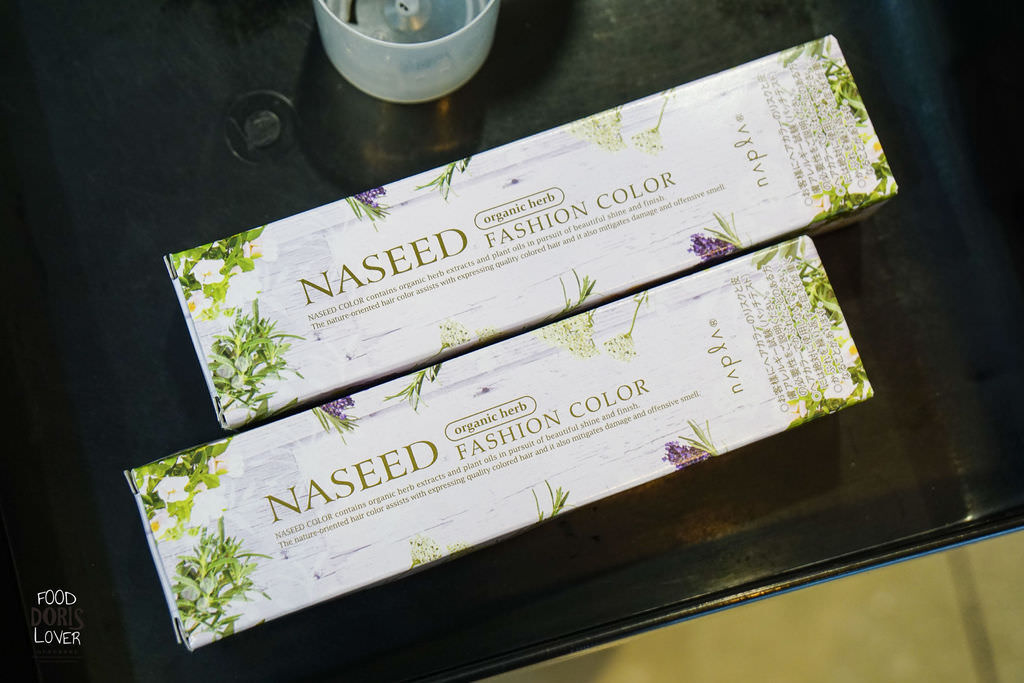 napla®
organic herb
NASEED FASHION COLOR
NASEED COLOR contains organic herb extracts and plant oils in pursuit of beautiful shine and finish.
The nature-oriented hair color assists with expressing quality colored hair and it also mitigates damage and offensive smell.
napla®
organic herb
NASEED FASHION COLOR
NASEED COLOR contains organic herb extracts and plant oils in pursuit of beautiful shine and finish.
The nature-oriented hair color assists with expressing quality colored hair and it also mitigates damage and offensive smell.
FOOD
DORIS
LOVER